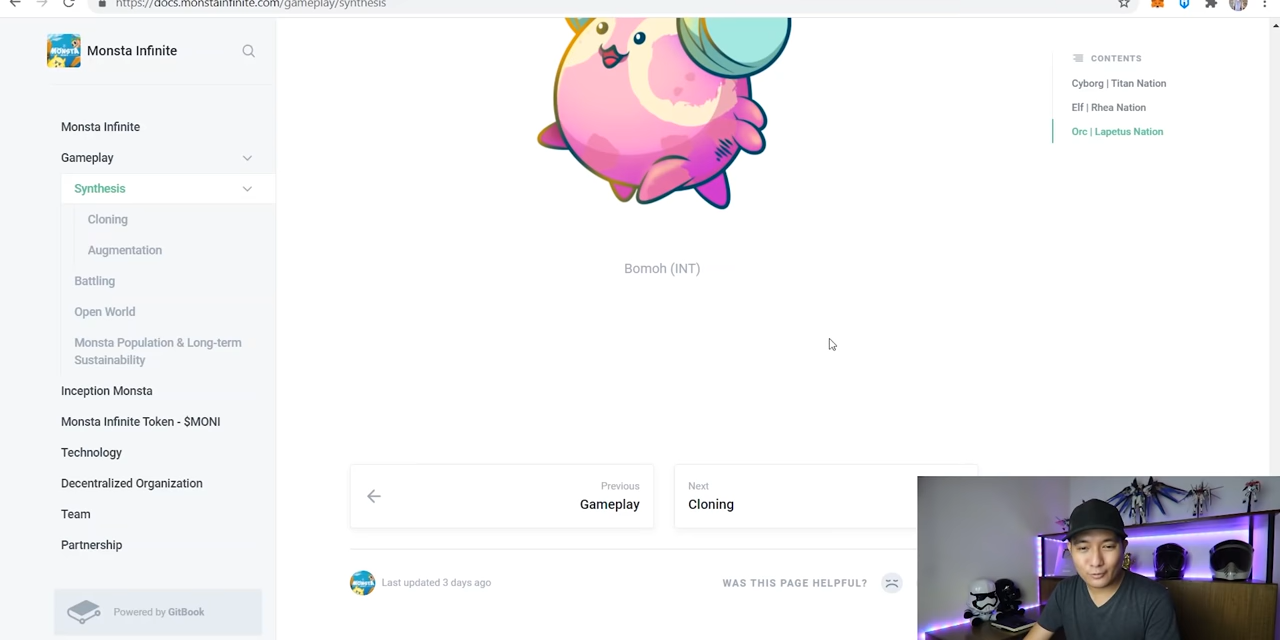 https://docs.monstainfinite.com/gameplay/synthesis
Monsta Infinite
Monsta Infinite
Gameplay
Synthesis
Cloning
Augmentation
Battling
Open World
Monsta Population & Long-term
Sustainability
Inception Monsta
Monsta Infinite Token - $MONI
Technology
Decentralized Organization
Team
Partnership
Powered by GitBook
Bomoh (INT)
Previous
Gameplay
Next
Cloning
Last updated 3 days ago
WAS THIS PAGE HELPFUL?
CONTENTS
Cyborg | Titan Nation
Elf | Rhea Nation
Orc | Lapetus Nation